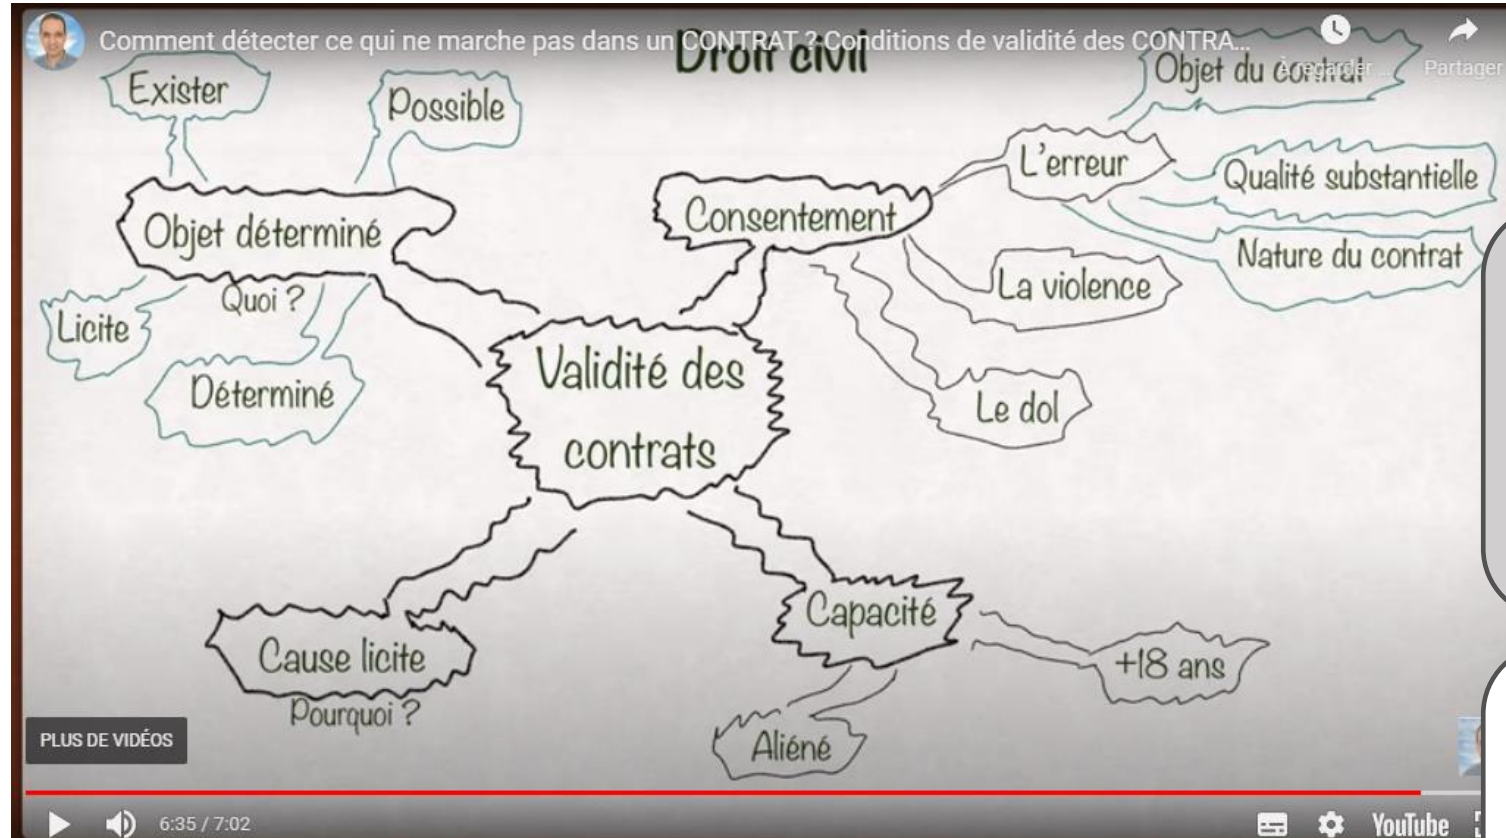 Comment détecter ce qui ne marche pas dans un CONTRAT ? Conditions de validité des CONTRA...
Droit civil
À regarder ...
Partager
Exister
Possible
Objet déterminé
Quoi ?
Licite
Déterminé
Consentement
L'erreur
Objet du contrat
Qualité substantielle
Nature du contrat
La violence
Le dol
Validité des
contrats
Cause licite
Pourquoi ?
Capacité
+18 ans
Aliéné
PLUS DE VIDÉOS
6:35 / 7:02
YouTube